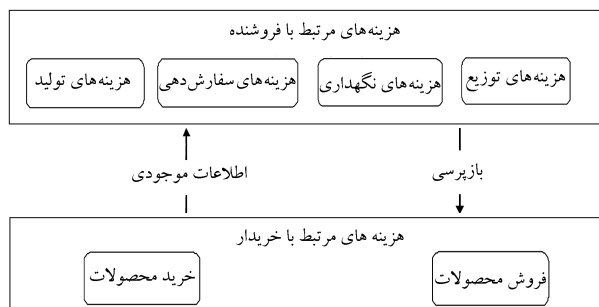 هزینه‌های مرتبط با فروشنده
هزینه‌های توزیع
هزینه‌های نگهداری
هزینه‌های سفارش‌دهی
هزینه‌های تولید
بازپرسی
اطلاعات موجودی
هزینه های مرتبط با خریدار
فروش محصولات
خرید محصولات